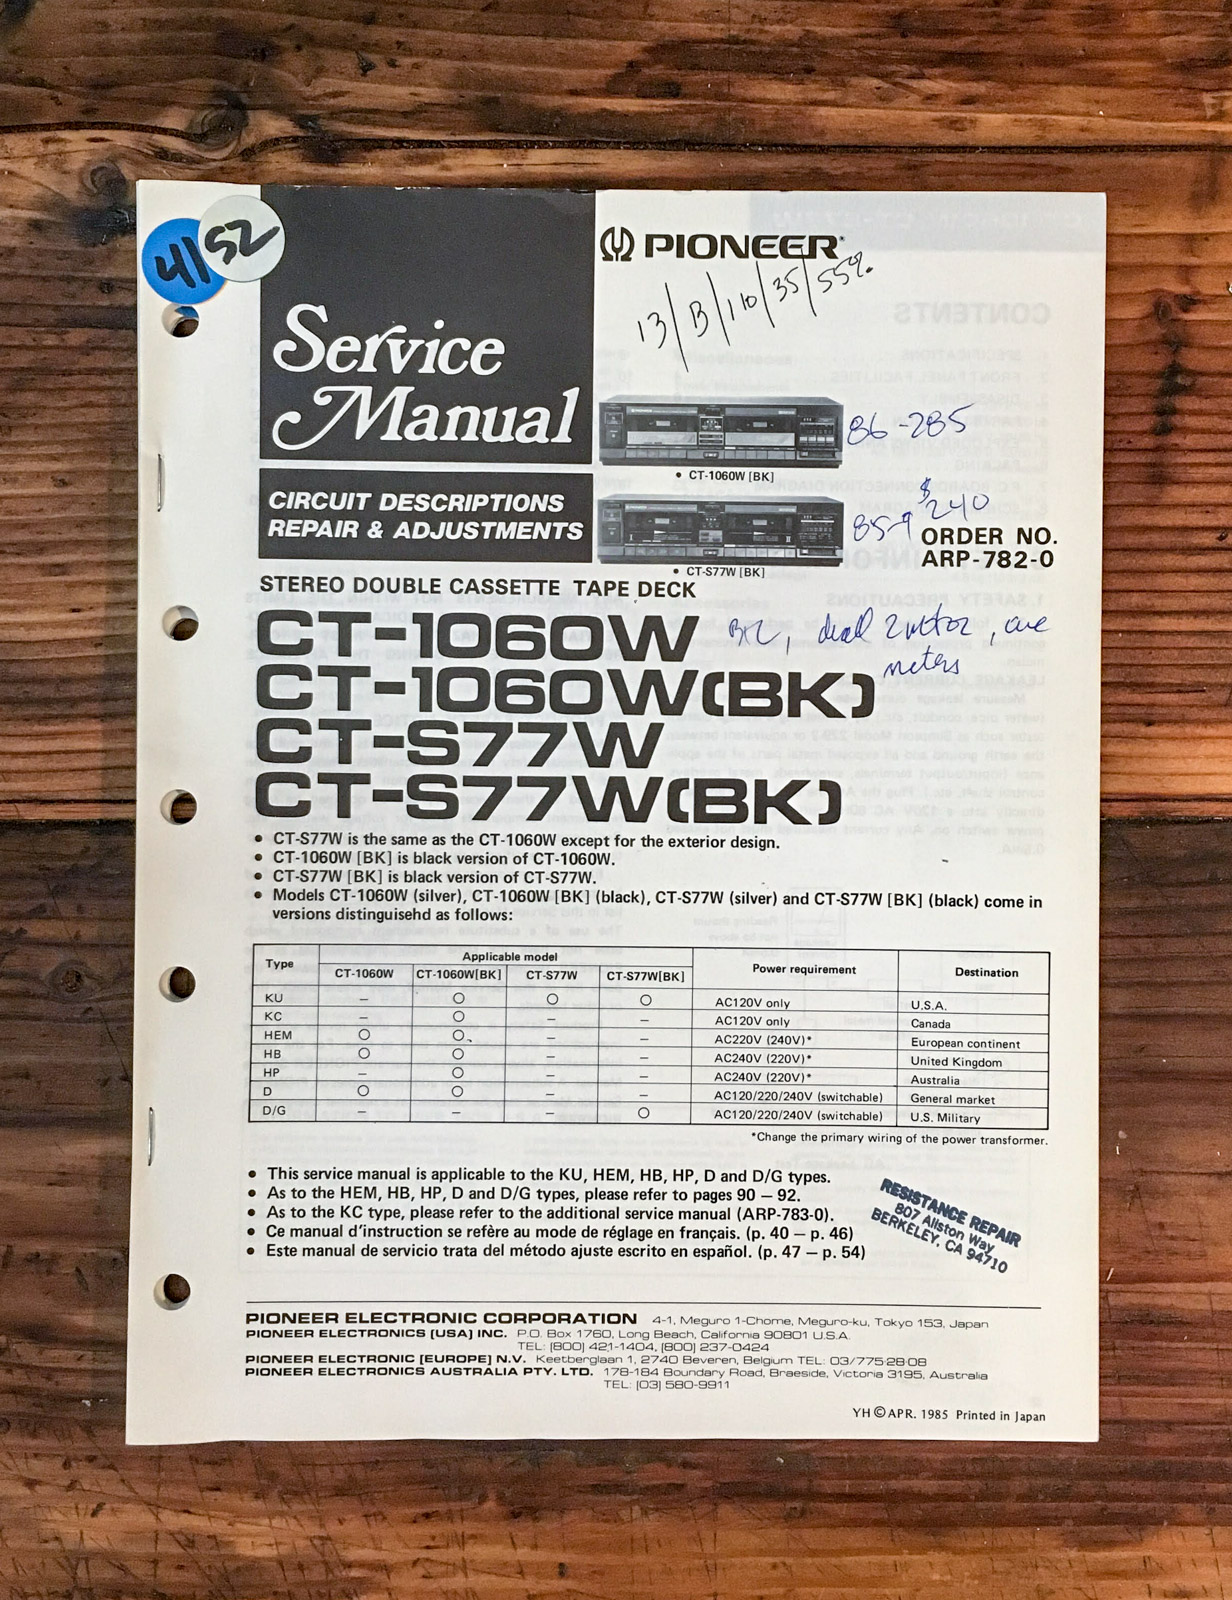 41
52
PIONEER
13/B/110/35/55%
Service
Manual
86-285
• CT-1060W [BK]
CIRCUIT DESCRIPTIONS
REPAIR & ADJUSTMENTS
85-9 $240
ORDER NO.
ARP-782-0
• CT-S77W [BK]
STEREO DOUBLE CASSETTE TAPE DECK
CT-1060W
, dual 2 motor,
meters
CT-1060W(BK)
CT-S77W
CT-S77W(BK)
• CT-S77W is the same as the CT-1060W except for the exterior design.
• CT-1060W [BK] is black version of CT-1060W.
• CT-S77W [BK] is black version of CT-S77W.
• Models CT-1060W (silver), CT-1060W [BK] (black), CT-S77W (silver) and CT-S77W [BK] (black) come in
versions distinguisehd as follows:
Type Applicable model Power requirement Destination
CT-1060W CT-1060W[BK] CT-S77W CT-S77W[BK]
KU – ○ ○ ○ AC120V only U.S.A.
KC – ○ – – AC120V only Canada
HEM ○ ○ – – AC220V (240V)* European continent
HB ○ ○ – – AC240V (220V)* United Kingdom
HP – ○ – – AC240V (220V)* Australia
D ○ ○ – – AC120/220/240V (switchable) General market
D/G – – – ○ AC120/220/240V (switchable) U.S. Military
*Change the primary wiring of the power transformer.
• This service manual is applicable to the KU, HEM, HB, HP, D and D/G types.
• As to the HEM, HB, HP, D and D/G types, please refer to pages 90 – 92.
• As to the KC type, please refer to the additional service manual (ARP-783-0).
• Ce manual d'instruction se refère au mode de réglage en français. (p. 40 – p. 46)
• Este manual de servicio trata del método ajuste escrito en español. (p. 47 – p. 54)
RESISTANCE REPAIR
807 Allston Way
BERKELEY, CA 94710
PIONEER ELECTRONIC CORPORATION 4-1, Meguro 1-Chome, Meguro-ku, Tokyo 153, Japan
PIONEER ELECTRONICS [USA] INC. P.O. Box 1760, Long Beach, California 90801 U.S.A.
TEL: [800] 421-1404, [800] 237-0424
PIONEER ELECTRONIC [EUROPE] N.V. Keetberglaan 1, 2740 Beveren, Belgium TEL: 03/775·28·08
PIONEER ELECTRONICS AUSTRALIA PTY. LTD. 178-184 Boundary Road, Braeside, Victoria 3195, Australia
TEL: [03] 580-9911
YH © APR. 1985 Printed in Japan